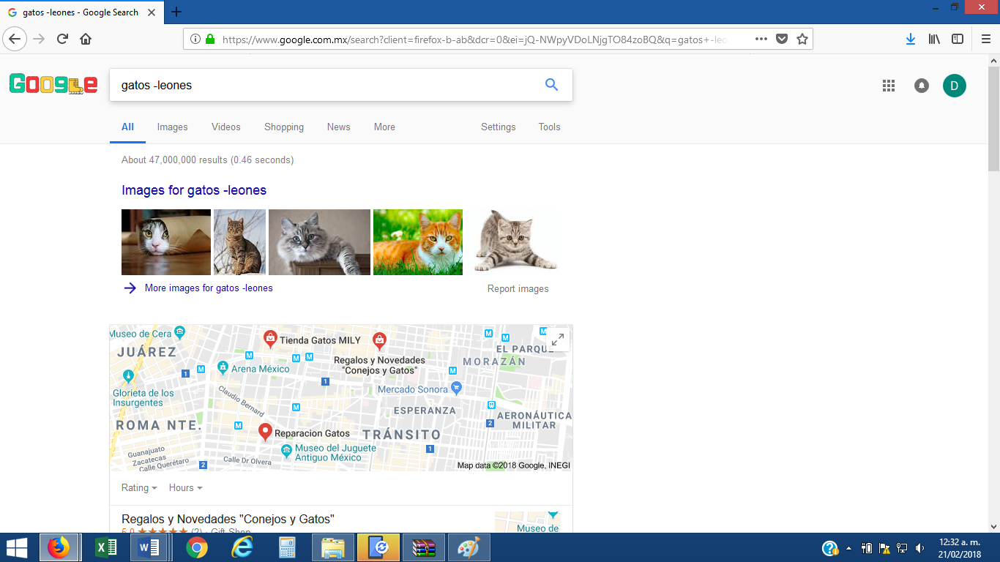 gatos -leones - Google Search
https://www.google.com.mx/search?client=firefox-b-ab&dcr=0&ei=jQ-NWpyVDoLNjgTO84zoBQ&q=gatos+-leo
Google
gatos -leones
D
All Images Videos Shopping News More Settings Tools
About 47,000,000 results (0.46 seconds)
Images for gatos -leones
More images for gatos -leones
Report images
Museo de Cera
JUÁREZ
Tienda Gatos MILY
Regalos y Novedades
"Conejos y Gatos"
EL PARQUE
MORAZÁN
Arena México
Glorieta de los
Insurgentes
Mercado Sonora
Claudio Bernard
ESPERANZA
AERONÁUTICA
MILITAR
ROMA NTE.
Reparacion Gatos
TRÁNSITO
Museo del Juguete
Antiguo México
Guanajuato
Zacatecas
Calle Querétaro
Calle Dr Olvera
Map data ©2018 Google, INEGI
Rating Hours
Regalos y Novedades "Conejos y Gatos"
5.0 (2) · Gift Shop
Museo de
12:32 a. m.
21/02/2018